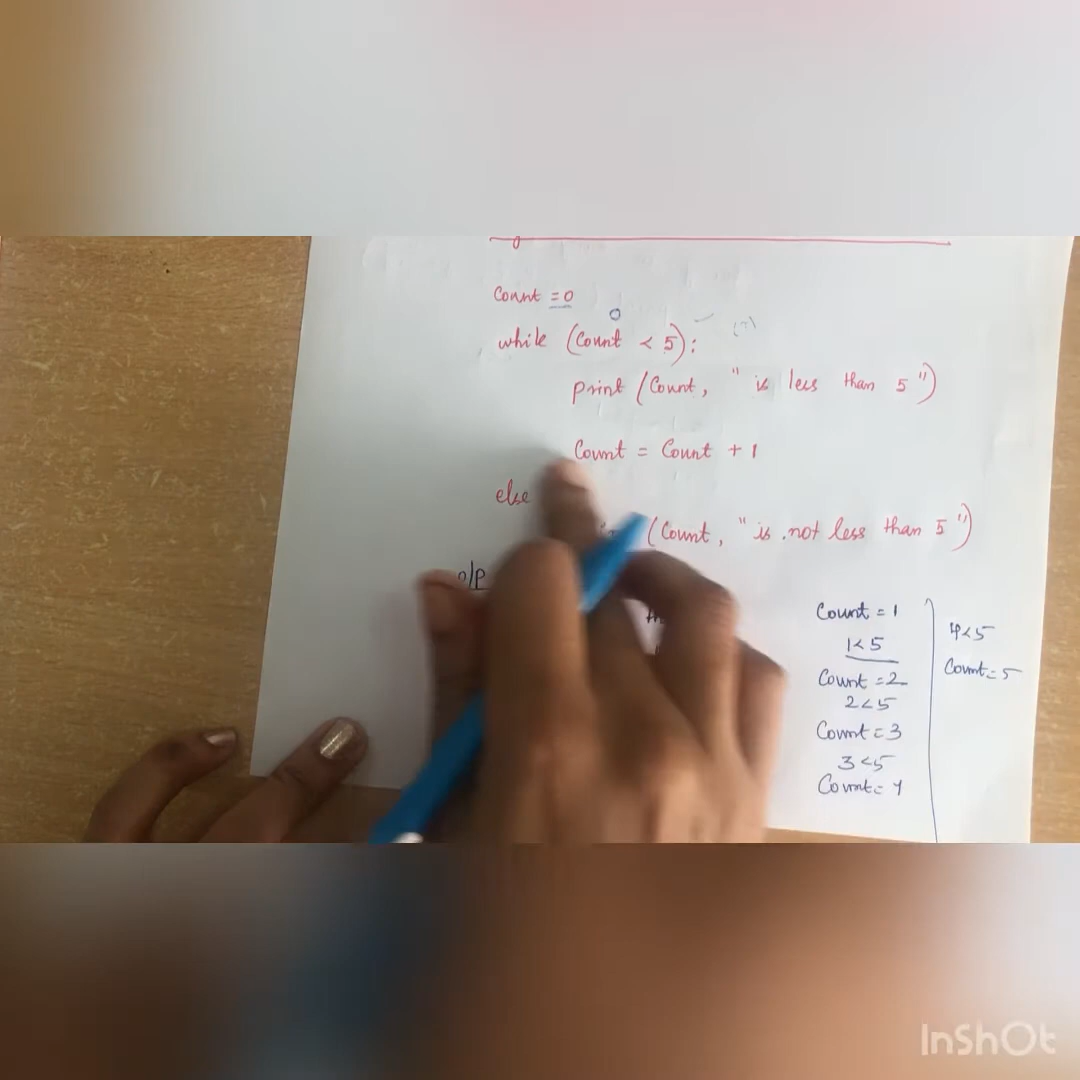 Count = 0
0
while (Count < 5):
print (Count, " is less than 5 ")
Count = Count + 1
else
(Count, " is not less than 5 ")
o/p
Count = 1
1 < 5
Count = 2
2 < 5
Count = 3
3 < 5
Count = 4
4 < 5
Count = 5
InShOt